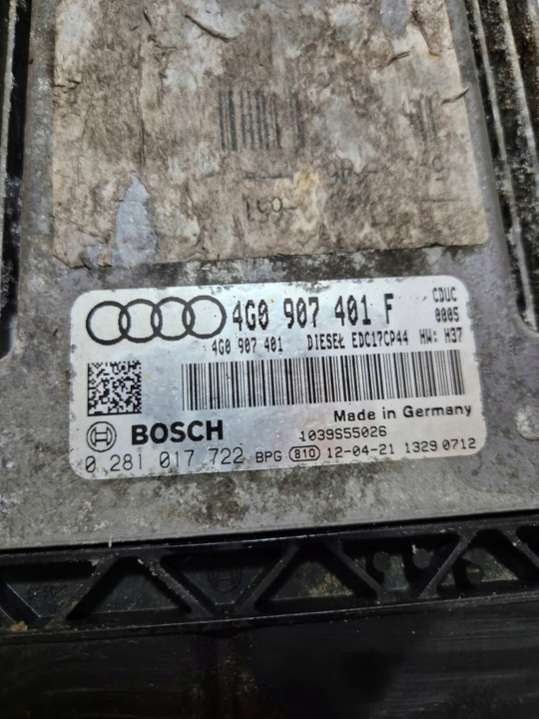 651
4G0 907 401 F
CDUC
0005
4G0 907 401 DIESEL EDC17CP44 HW: H37
Made in Germany
BOSCH
1039S55026
0 281 017 722 BPG 810 12-04-21 1329 0712